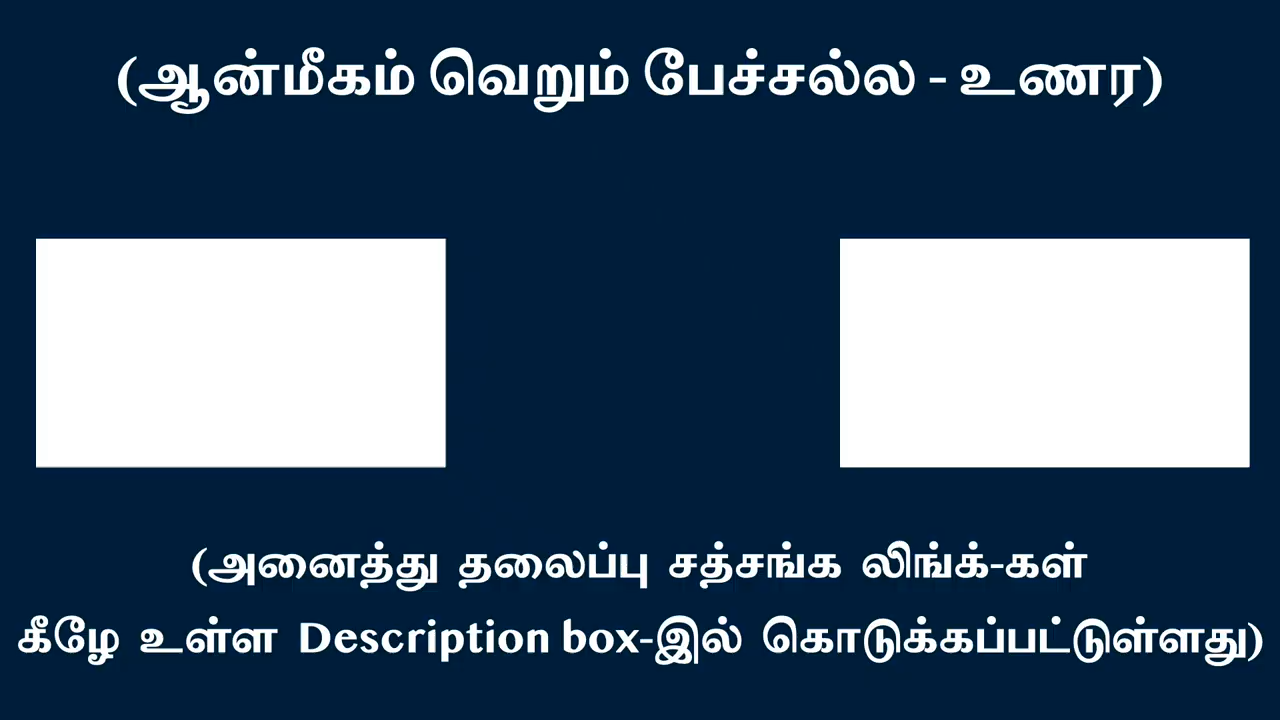 (ஆன்மீகம் வெறும் பேச்சல்ல - உணர)
(அனைத்து தலைப்பு சத்சங்க லிங்க்-கள்
கீழே உள்ள Description box-இல் கொடுக்கப்பட்டுள்ளது)